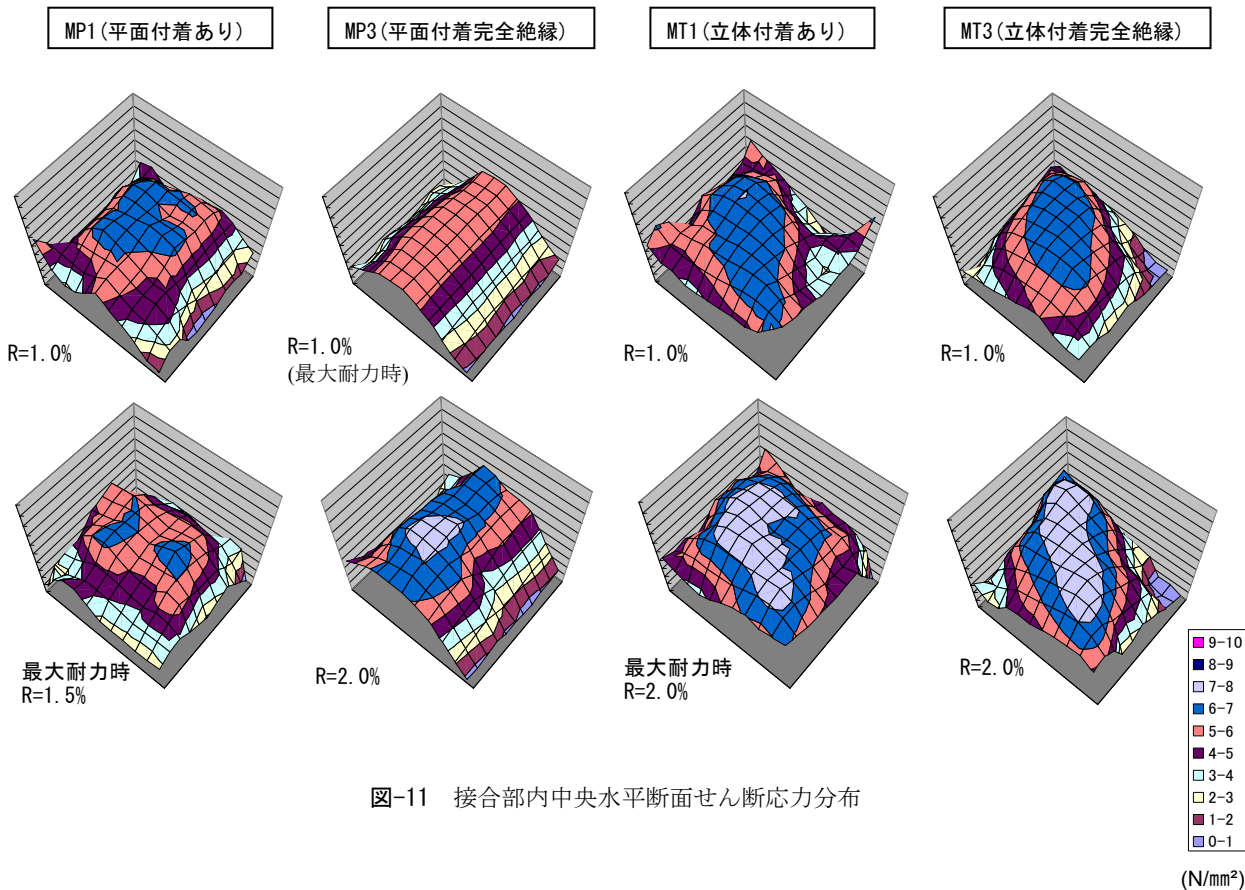 MP1(平面付着あり)
MP3(平面付着完全絶縁)
MT1(立体付着あり)
MT3(立体付着完全絶縁)
R=1.0%
R=1.0%
(最大耐力時)
R=1.0%
R=1.0%
最大耐力時
R=1.5%
R=2.0%
最大耐力時
R=2.0%
R=2.0%
9-10
8-9
7-8
6-7
5-6
4-5
3-4
2-3
1-2
0-1
(N/mm²)
図-11 接合部内中央水平断面せん断応力分布